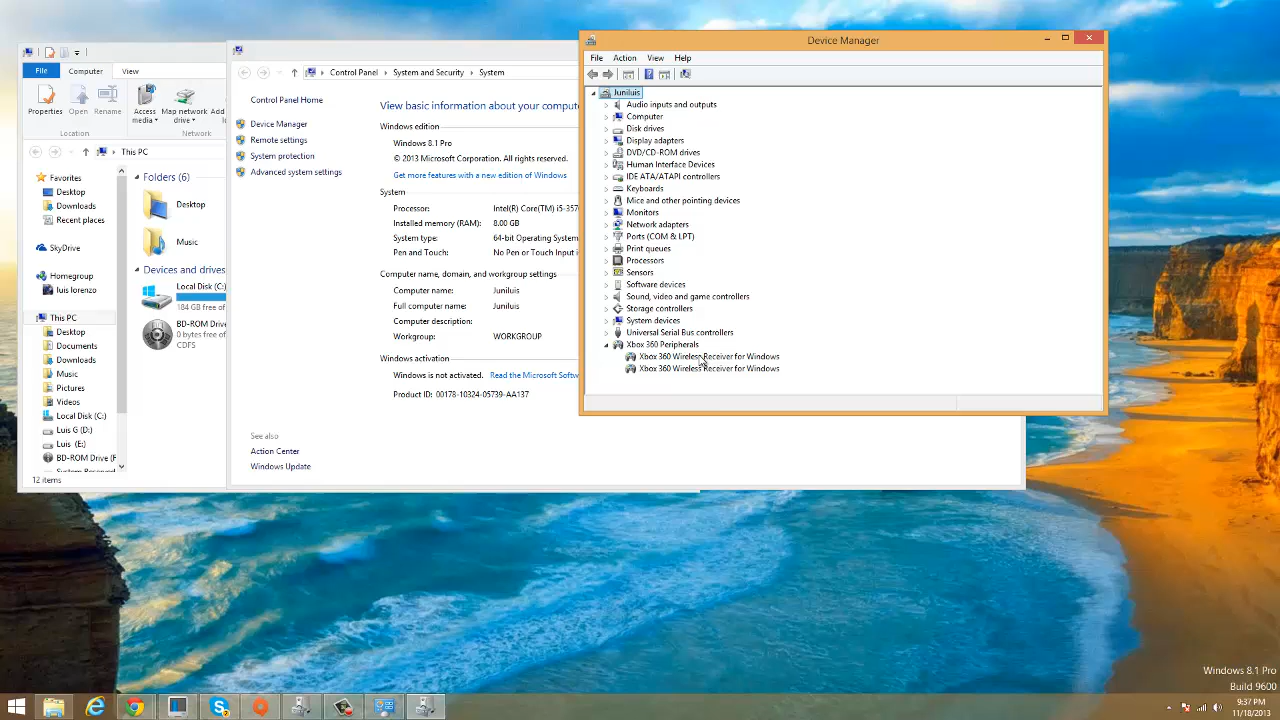 File
Computer
View
Properties
Open
Rename
Access media
Map network drive
Location
Network
This PC
Favorites
Desktop
Downloads
Recent places
SkyDrive
Homegroup
luis lorenzo
This PC
Desktop
Documents
Downloads
Music
Pictures
Videos
Local Disk (C:)
Luis G (D:)
Luis (E:)
BD-ROM Drive (F
12 items
Folders (6)
Desktop
Music
Devices and drives
Local Disk (C:)
184 GB free of
BD-ROM Drive
0 bytes free of
CDFS
Control Panel
System and Security
System
Control Panel Home
Device Manager
Remote settings
System protection
Advanced system settings
See also
Action Center
Windows Update
View basic information about your compute
Windows edition
Windows 8.1 Pro
© 2013 Microsoft Corporation. All rights reserved.
Get more features with a new edition of Windows
System
Processor: Intel(R) Core(TM) i5-357
Installed memory (RAM): 8.00 GB
System type: 64-bit Operating System
Pen and Touch: No Pen or Touch Input i
Computer name, domain, and workgroup settings
Computer name: Juniluis
Full computer name: Juniluis
Computer description:
Workgroup: WORKGROUP
Windows activation
Windows is not activated. Read the Microsoft Softw
Product ID: 00178-10324-05739-AA137
Device Manager
File Action View Help
Juniluis
Audio inputs and outputs
Computer
Disk drives
Display adapters
DVD/CD-ROM drives
Human Interface Devices
IDE ATA/ATAPI controllers
Keyboards
Mice and other pointing devices
Monitors
Network adapters
Ports (COM & LPT)
Print queues
Processors
Sensors
Software devices
Sound, video and game controllers
Storage controllers
System devices
Universal Serial Bus controllers
Xbox 360 Peripherals
Xbox 360 Wireless Receiver for Windows
Xbox 360 Wireless Receiver for Windows
Windows 8.1 Pro
Build 9600
9:37 PM
11/18/2013